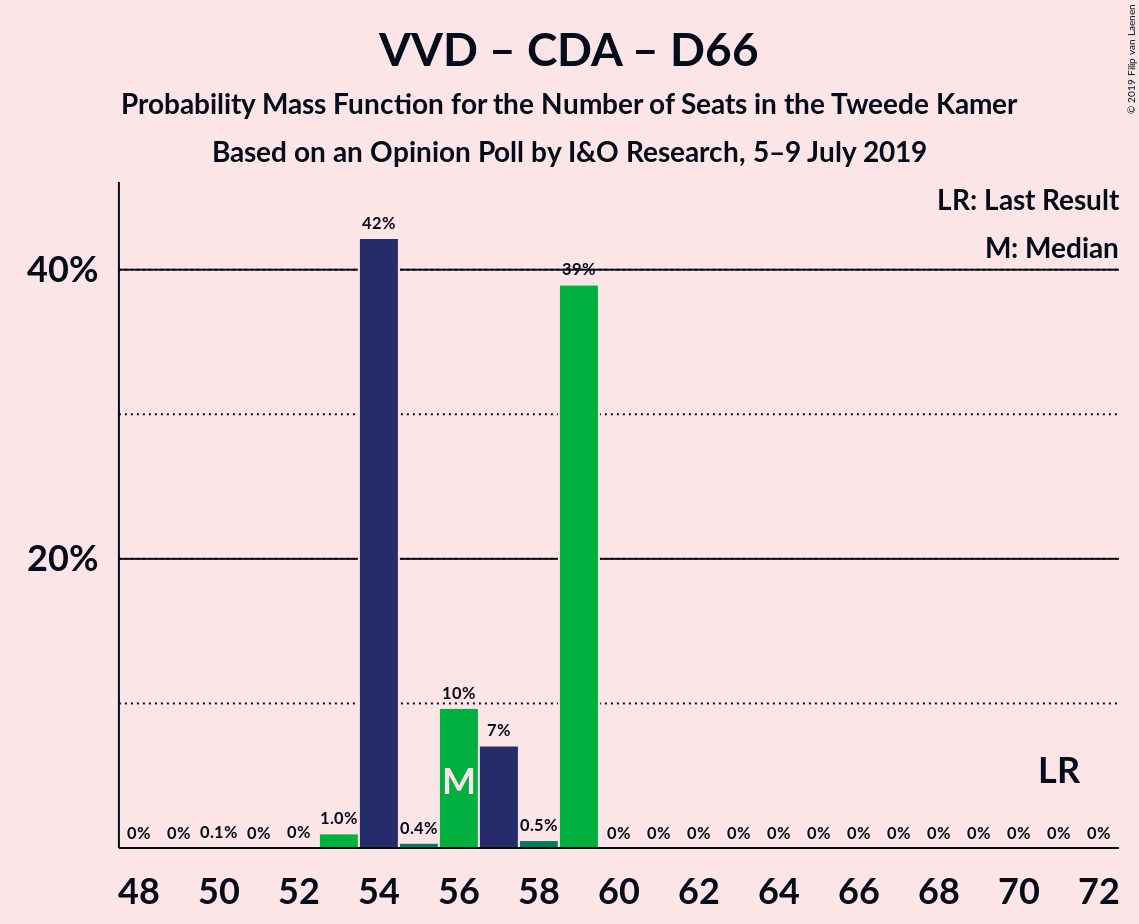 VVD – CDA – D66
Probability Mass Function for the Number of Seats in the Tweede Kamer
Based on an Opinion Poll by I&O Research, 5–9 July 2019
© 2019 Filip van Laenen
LR: Last Result
M: Median
40%
20%
0% 0% 0.1% 0% 0% 1.0% 42% 0.4% 10% 7% 0.5% 39% 0% 0% 0% 0% 0% 0% 0% 0% 0% 0% 0% 0% 0%
M
LR
48 50 52 54 56 58 60 62 64 66 68 70 72